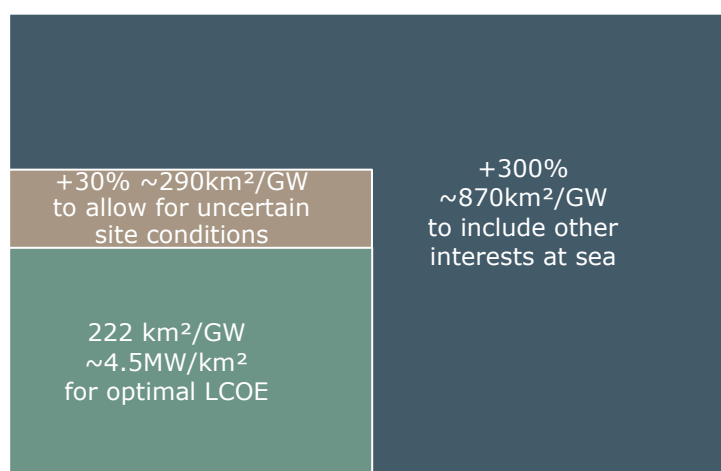 +30% ~290km²/GW
to allow for uncertain
site conditions
222 km²/GW
~4.5MW/km²
for optimal LCOE
+300%
~870km²/GW
to include other
interests at sea